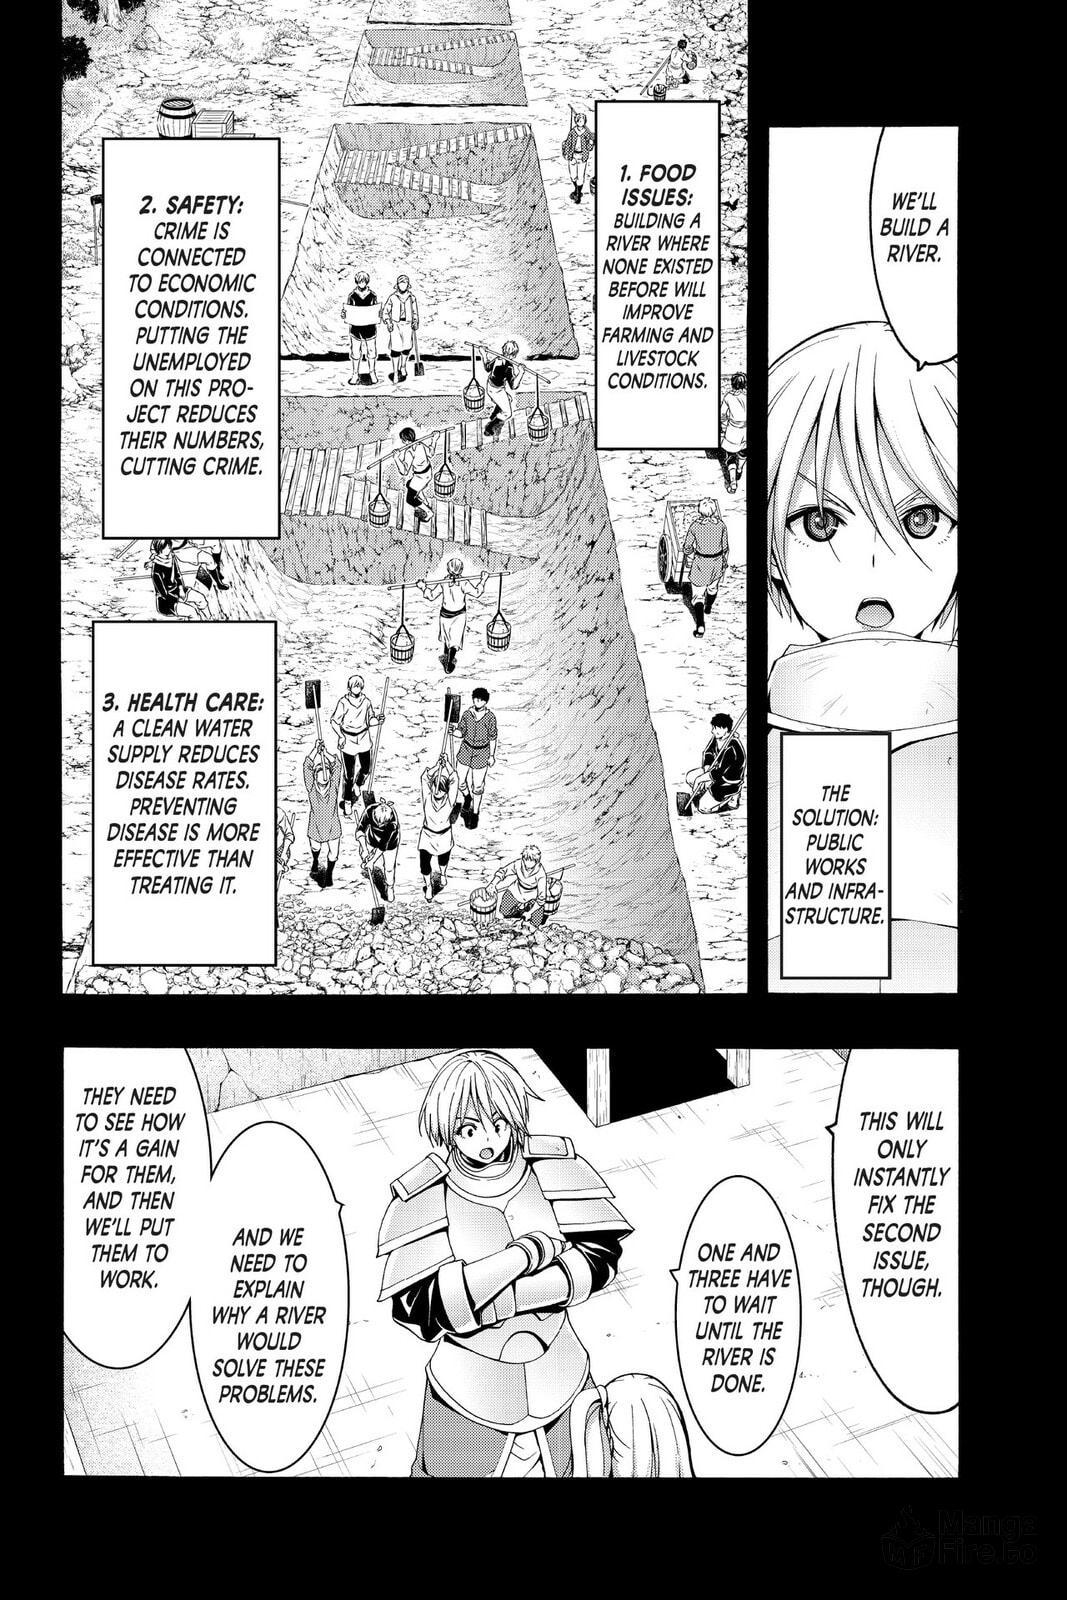 WE'LL
BUILD A
RIVER.
THE
SOLUTION:
PUBLIC
WORKS
AND INFRA-
STRUCTURE.
1. FOOD
ISSUES:
BUILDING A
RIVER WHERE
NONE EXISTED
BEFORE WILL
IMPROVE
FARMING AND
LIVESTOCK
CONDITIONS.
2. SAFETY:
CRIME IS
CONNECTED
TO ECONOMIC
CONDITIONS.
PUTTING THE
UNEMPLOYED
ON THIS PRO-
JECT REDUCES
THEIR NUMBERS,
CUTTING CRIME.
3. HEALTH CARE:
A CLEAN WATER
SUPPLY REDUCES
DISEASE RATES.
PREVENTING
DISEASE IS MORE
EFFECTIVE THAN
TREATING IT.
THIS WILL
ONLY
INSTANTLY
FIX THE
SECOND
ISSUE,
THOUGH.
ONE AND
THREE HAVE
TO WAIT
UNTIL THE
RIVER IS
DONE.
AND WE
NEED TO
EXPLAIN
WHY A RIVER
WOULD
SOLVE THESE
PROBLEMS.
THEY NEED
TO SEE HOW
IT'S A GAIN
FOR THEM,
AND THEN
WE'LL PUT
THEM TO
WORK.
Manga
Fire.to